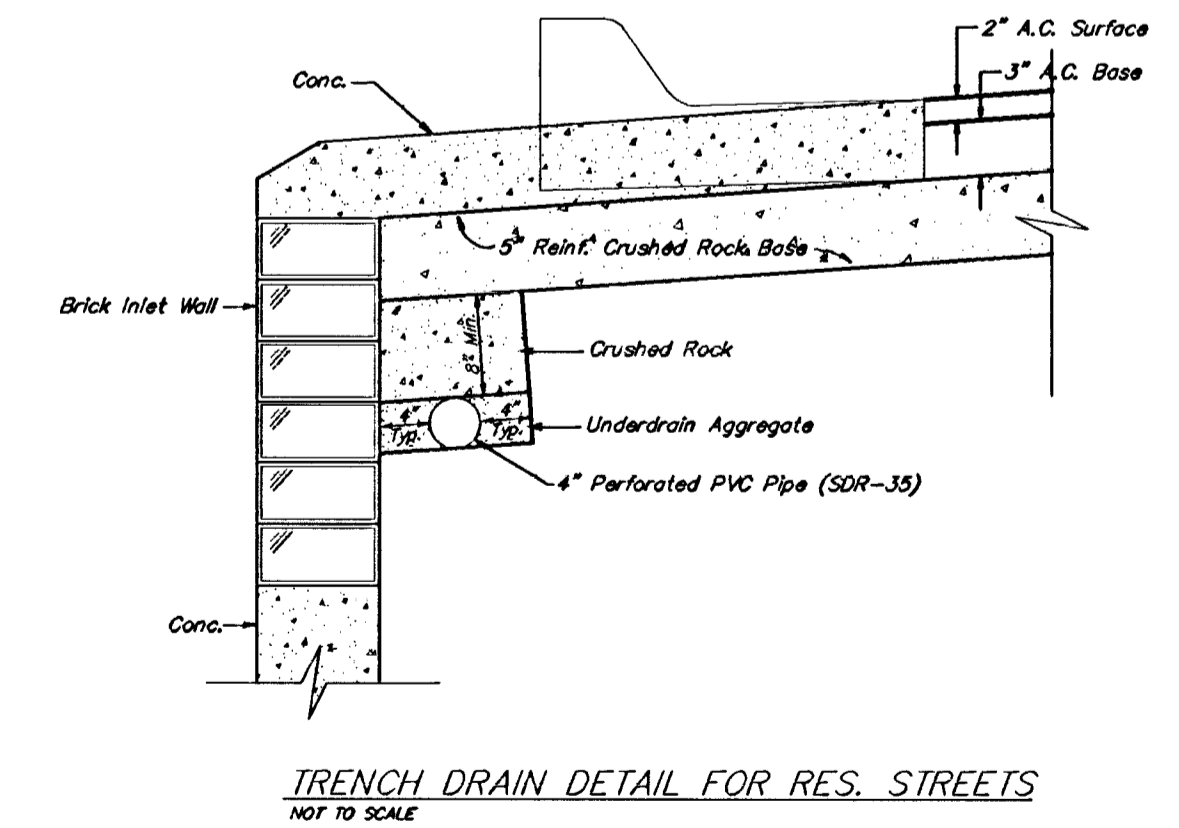 2" A.C. Surface
3" A.C. Base
Conc.
5" Reinf. Crushed Rock Base
Brick Inlet Wall
8" Min.
Crushed Rock
4" Typ.
4" Typ.
Underdrain Aggregate
4" Perforated PVC Pipe (SDR-35)
Conc.
TRENCH DRAIN DETAIL FOR RES. STREETS
NOT TO SCALE